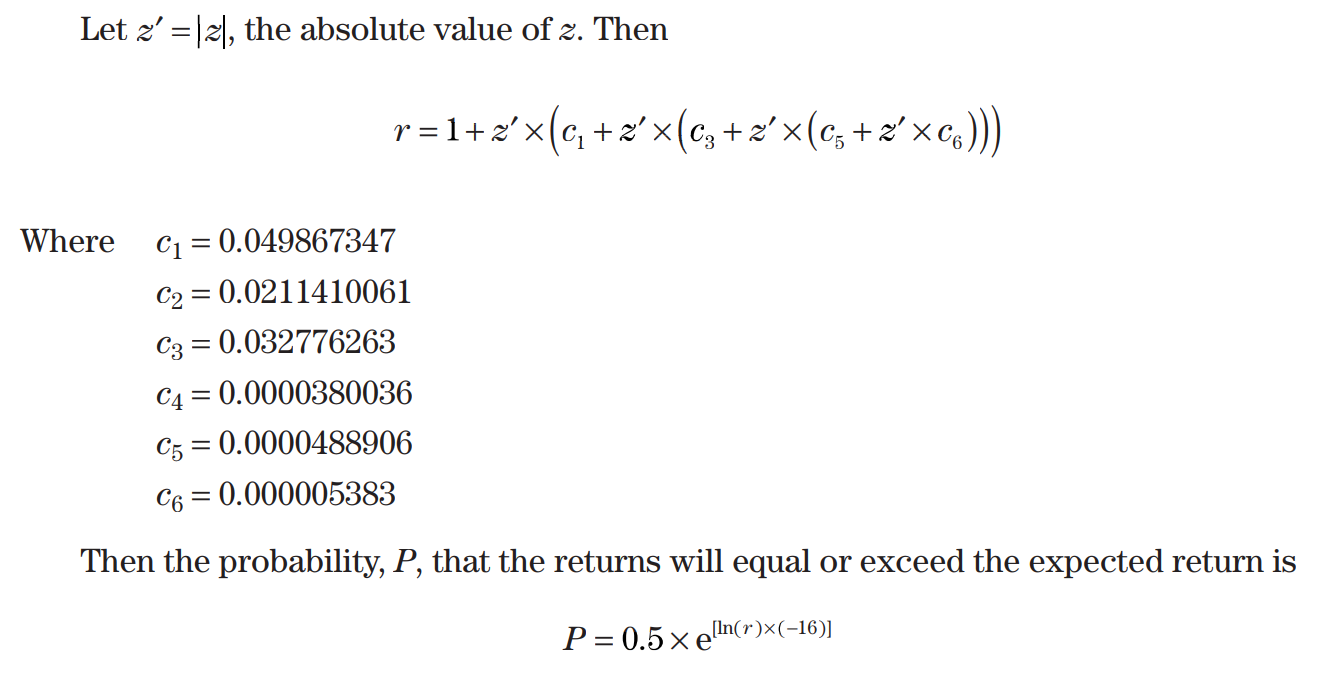 Let z′ = |z|, the absolute value of z. Then
r = 1 + z′ × (c₁ + z′ × (c₃ + z′ × (c₅ + z′ × c₆)))
Where c₁ = 0.049867347
c₂ = 0.0211410061
c₃ = 0.032776263
c₄ = 0.0000380036
c₅ = 0.0000488906
c₆ = 0.000005383
Then the probability, P, that the returns will equal or exceed the expected return is
P = 0.5 × e^[ln(r)×(−16)]